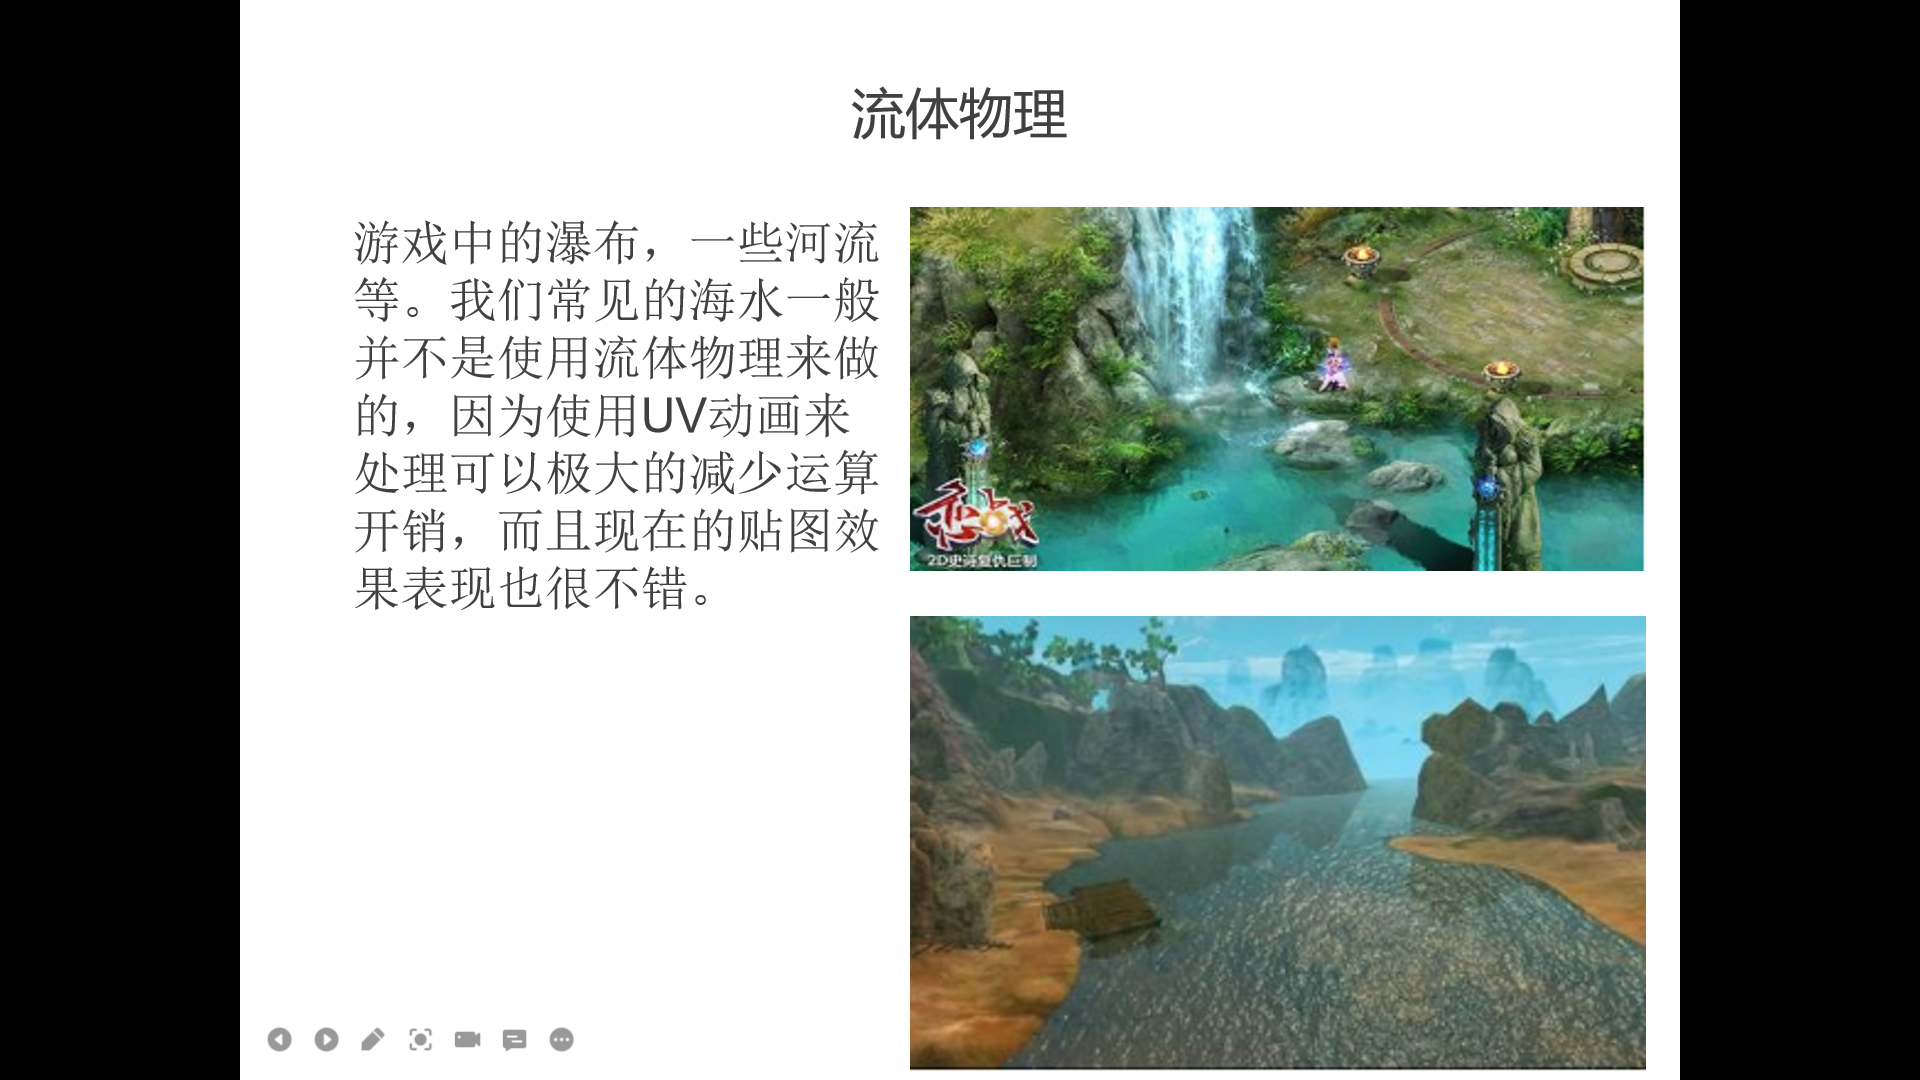 流体物理
游戏中的瀑布，一些河流
等。我们常见的海水一般
并不是使用流体物理来做
的，因为使用UV动画来
处理可以极大的减少运算
开销，而且现在的贴图效
果表现也很不错。
恋战
2D史诗复仇巨制